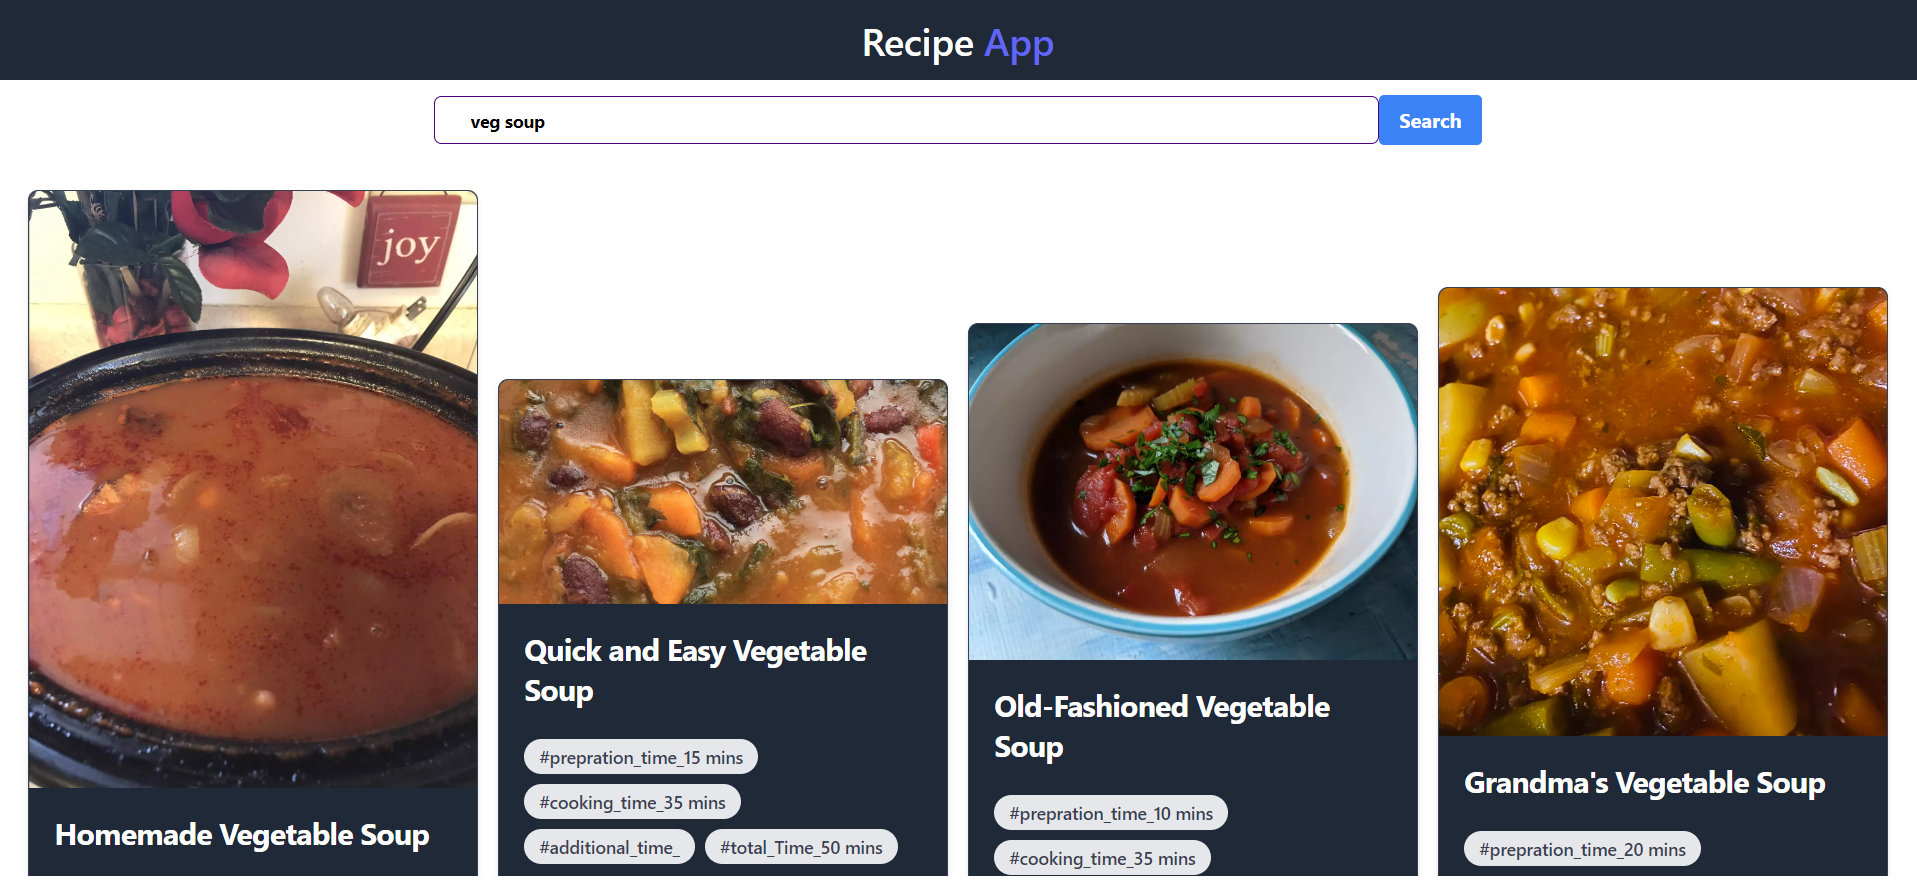 Recipe App
veg soup
Search
joy
Homemade Vegetable Soup
Quick and Easy Vegetable
Soup
#prepration_time_15 mins
#cooking_time_35 mins
#additional_time_ #total_Time_50 mins
Old-Fashioned Vegetable
Soup
#prepration_time_10 mins
#cooking_time_35 mins
Grandma's Vegetable Soup
#prepration_time_20 mins